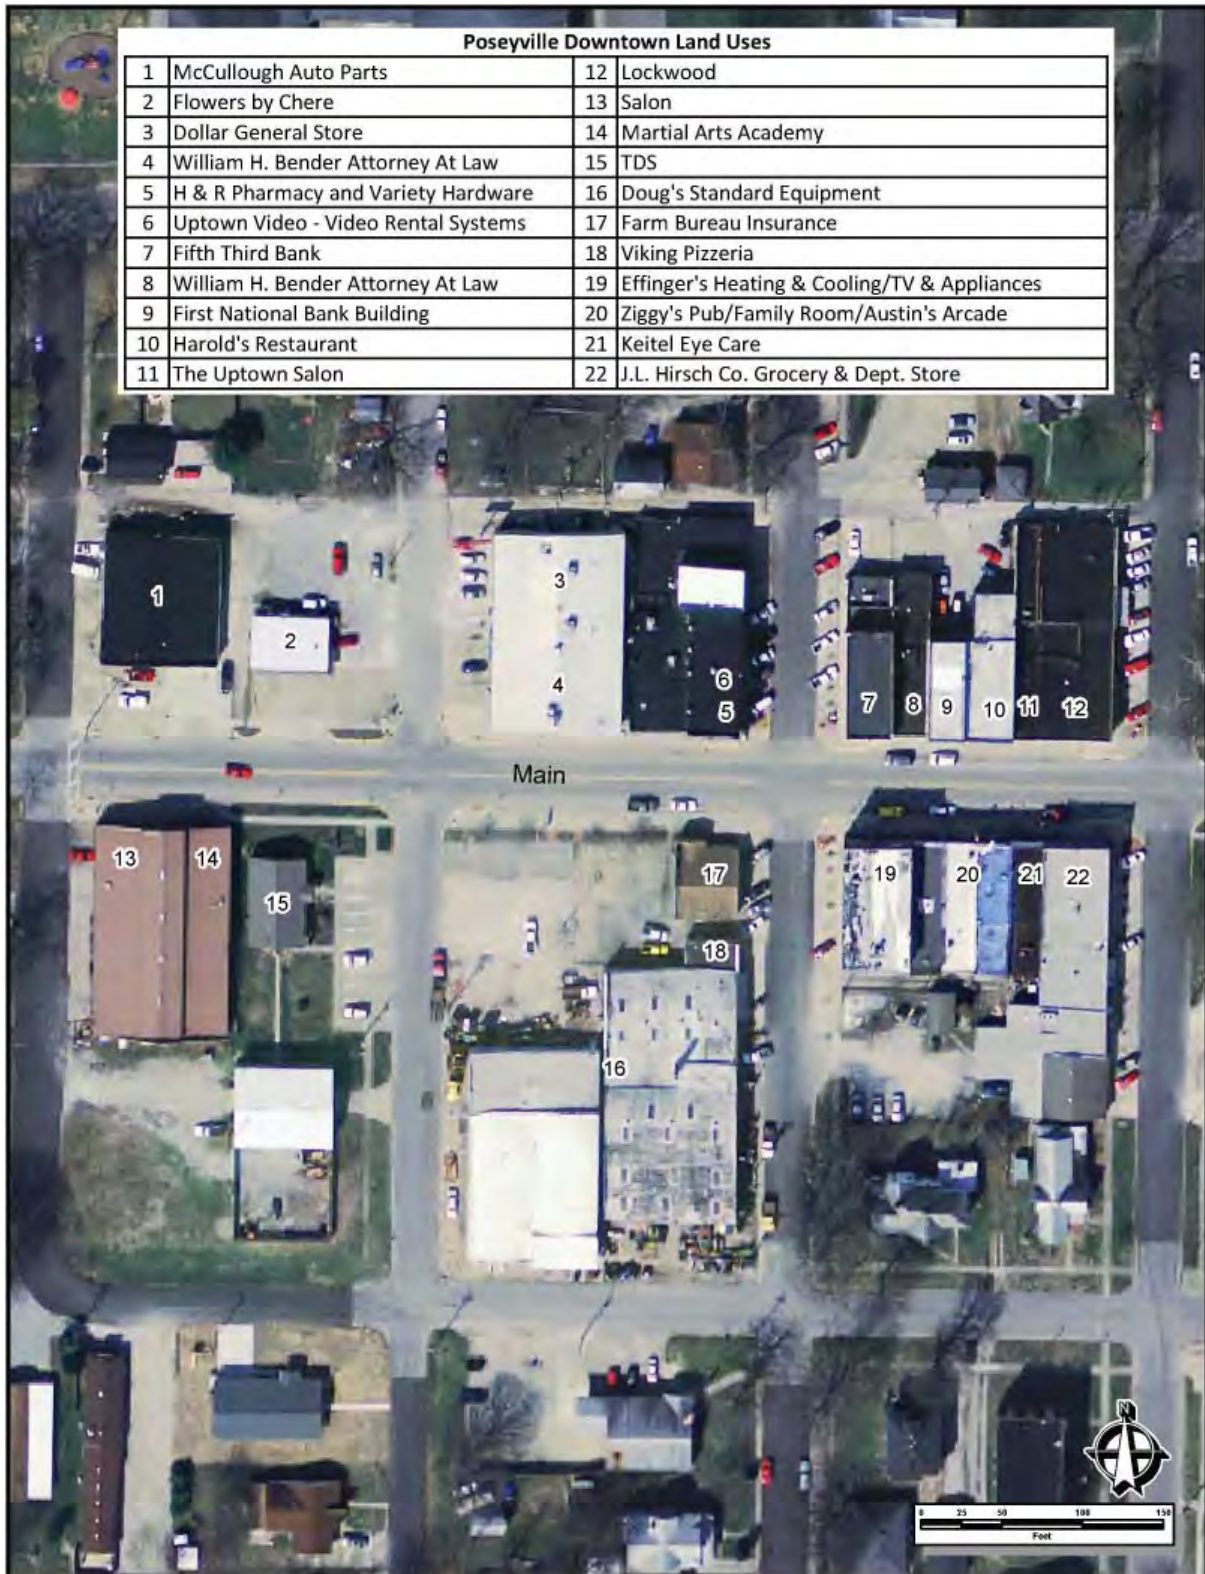 Poseyville Downtown Land Uses
1 McCullough Auto Parts 12 Lockwood
2 Flowers by Chere 13 Salon
3 Dollar General Store 14 Martial Arts Academy
4 William H. Bender Attorney At Law 15 TDS
5 H & R Pharmacy and Variety Hardware 16 Doug's Standard Equipment
6 Uptown Video - Video Rental Systems 17 Farm Bureau Insurance
7 Fifth Third Bank 18 Viking Pizzeria
8 William H. Bender Attorney At Law 19 Effinger's Heating & Cooling/TV & Appliances
9 First National Bank Building 20 Ziggy's Pub/Family Room/Austin's Arcade
10 Harold's Restaurant 21 Keitel Eye Care
11 The Uptown Salon 22 J.L. Hirsch Co. Grocery & Dept. Store
3
1
2
6
4
5
7 8 9 10 11 12
Main
13 14 17 19 20 21 22
15
18
16
N
0 25 50 100 150
Feet